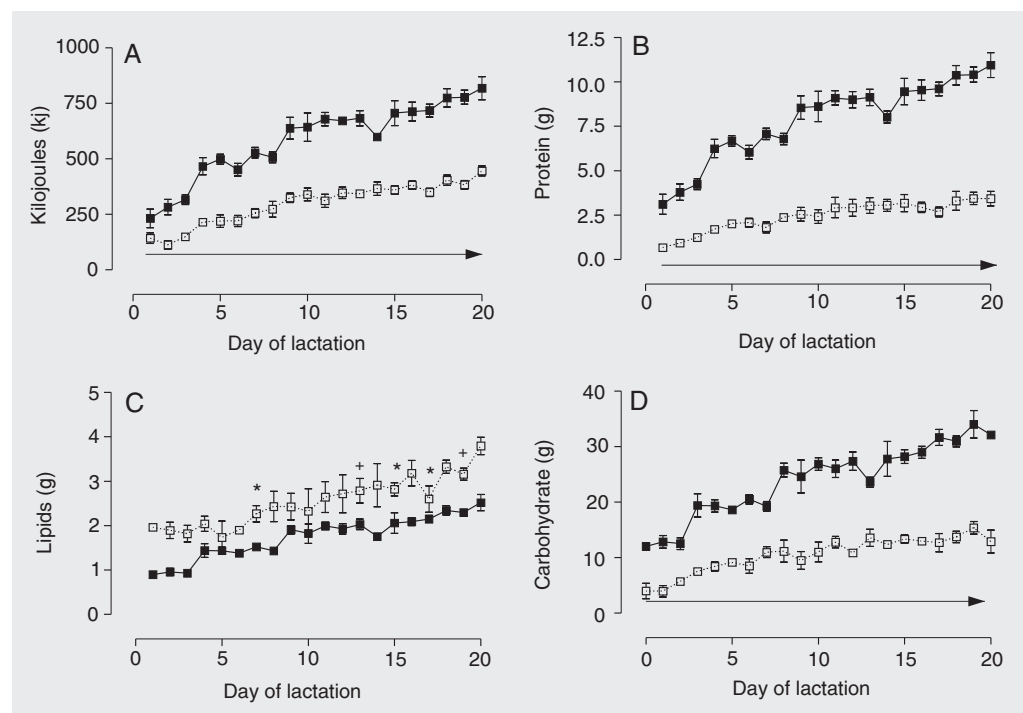 A
Kilojoules (kj)
1000
750
500
250
0
0 5 10 15 20
Day of lactation
B
Protein (g)
12.5
10.0
7.5
5.0
2.5
0.0
0 5 10 15 20
Day of lactation
C
Lipids (g)
5
4
3
2
1
0
* + * * +
0 5 10 15 20
Day of lactation
D
Carbohydrate (g)
40
30
20
10
0
0 5 10 15 20
Day of lactation